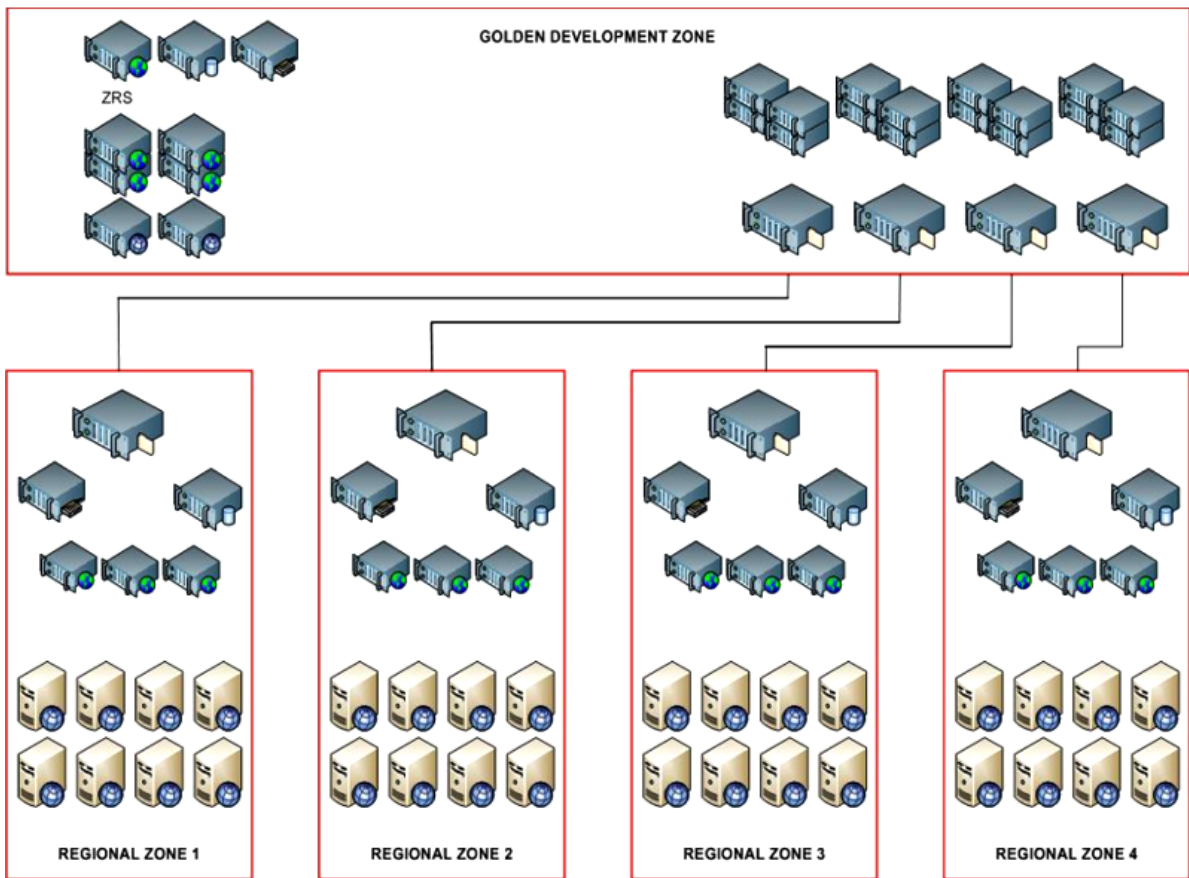 GOLDEN DEVELOPMENT ZONE
ZRS
REGIONAL ZONE 1
REGIONAL ZONE 2
REGIONAL ZONE 3
REGIONAL ZONE 4